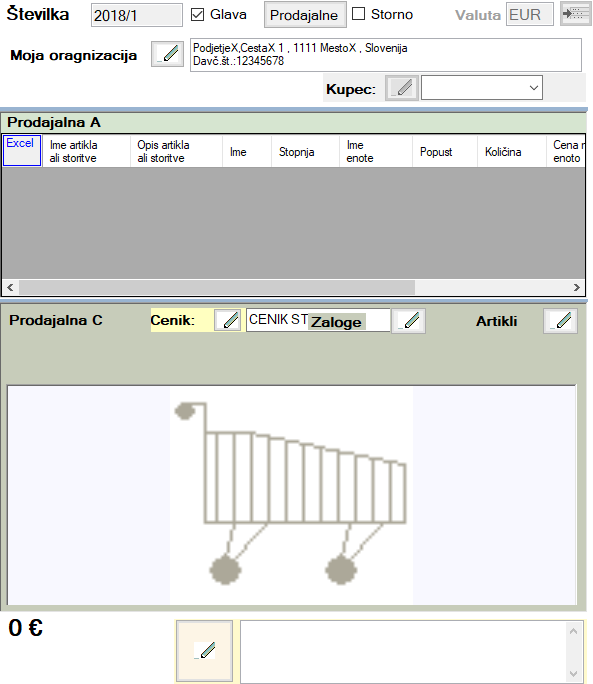 Številka 2018/1 Glava Prodajalne Storno Valuta EUR
Moja oragnizacija
PodjetjeX,CestaX 1 , 1111 MestoX , Slovenija
Davč.št.:12345678
Kupec:
Prodajalna A
Excel
Ime artikla
ali storitve
Opis artikla
ali storitve
Ime
Stopnja
Ime
enote
Popust
Količina
Cena
enoto
Prodajalna C Cenik: CENIK ST Zaloge Artikli
0 €